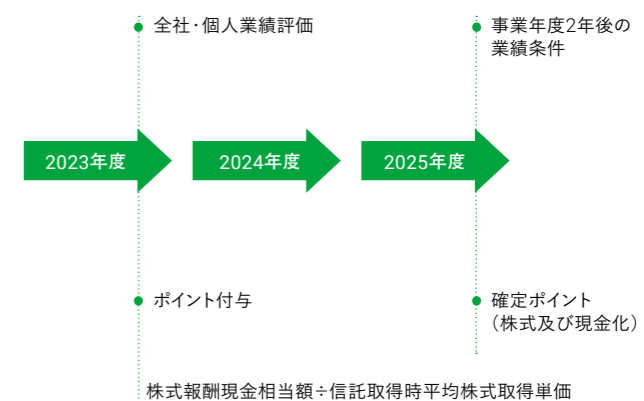 全社・個人業績評価
事業年度2年後の
業績条件
2023年度
2024年度
2025年度
ポイント付与
確定ポイント
（株式及び現金化）
株式報酬現金相当額÷信託取得時平均株式取得単価